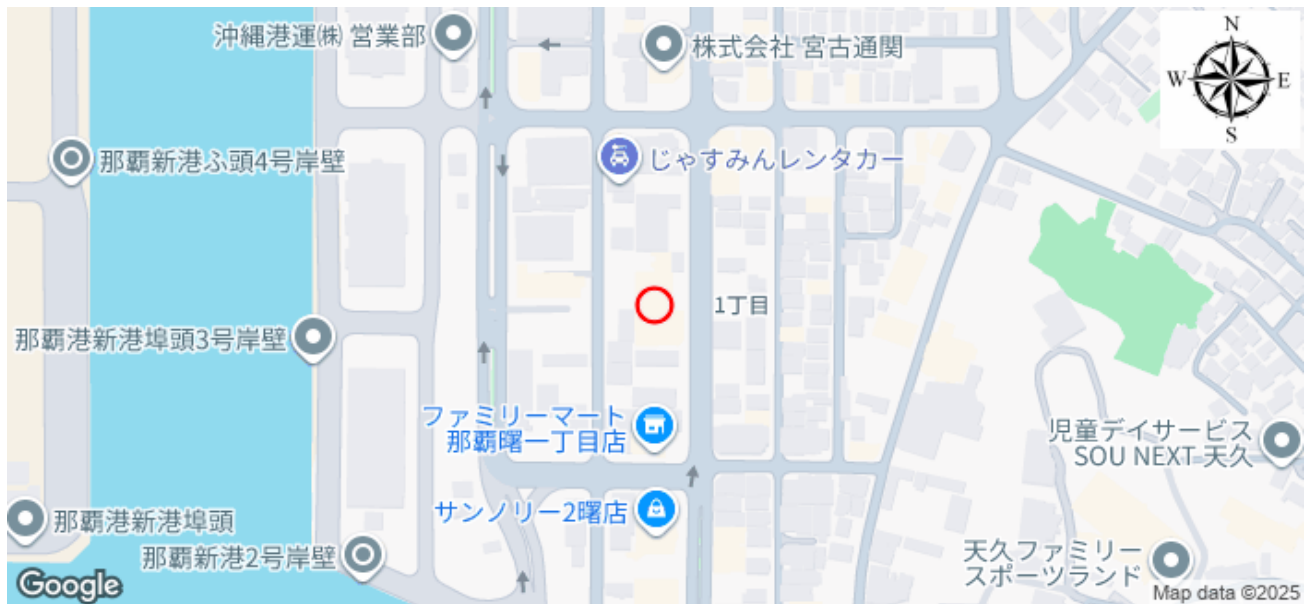 沖縄港運㈱ 営業部
株式会社 宮古通関
N
W
E
S
那覇新港ふ頭4号岸壁
じゃすみんレンタカー
1丁目
那覇港新港埠頭3号岸壁
ファミリーマート
那覇曙一丁目店
児童デイサービス
SOU NEXT 天久
サンノリー2曙店
那覇港新港埠頭
那覇新港2号岸壁
天久ファミリー
スポーツランド
Google
Map data ©2025